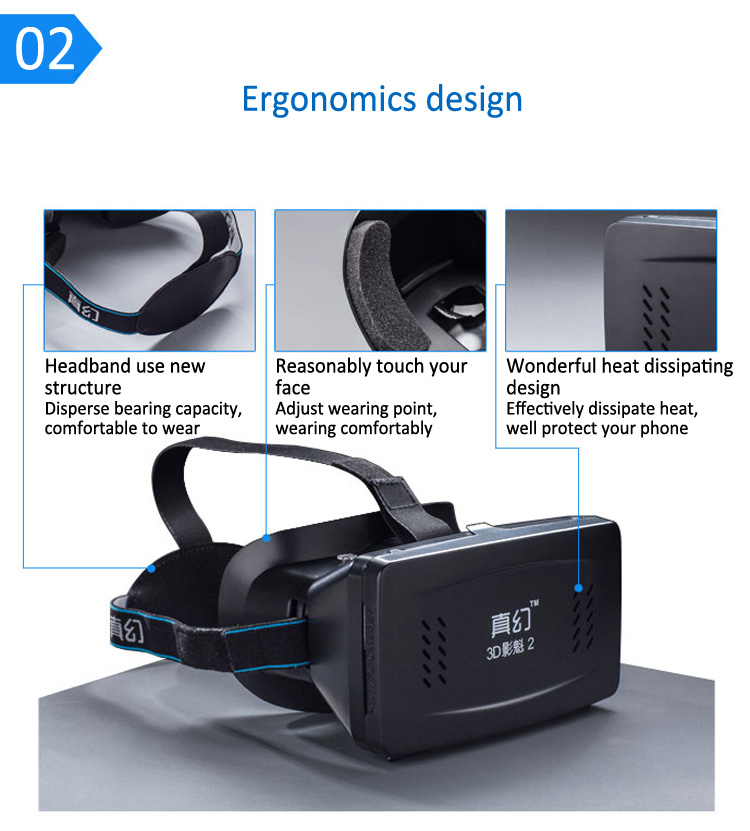 02
Ergonomics design
真幻
Headband use new
structure
Disperse bearing capacity,
comfortable to wear
Reasonably touch your
face
Adjust wearing point,
wearing comfortably
Wonderful heat dissipating
design
Effectively dissipate heat,
well protect your phone
真幻™
3D影魁 2
真幻